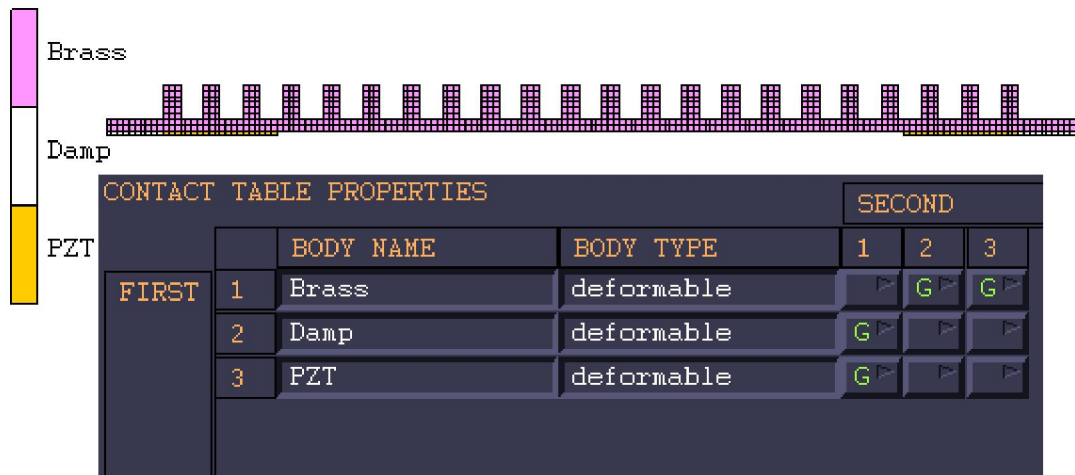 Brass
Damp
PZT
CONTACT TABLE PROPERTIES
SECOND
BODY NAME BODY TYPE 1 2 3
FIRST 1 Brass deformable G G
2 Damp deformable G
3 PZT deformable G